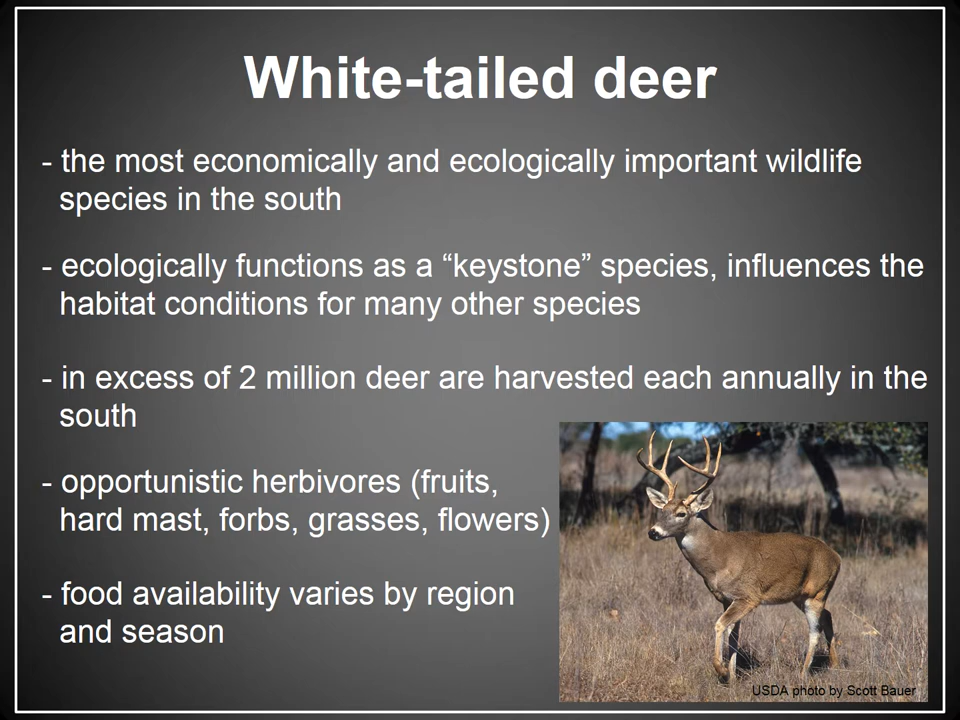 White-tailed deer
- the most economically and ecologically important wildlife
species in the south
- ecologically functions as a “keystone” species, influences the
habitat conditions for many other species
- in excess of 2 million deer are harvested each annually in the
south
- opportunistic herbivores (fruits,
hard mast, forbs, grasses, flowers)
- food availability varies by region
and season
USDA photo by Scott Bauer